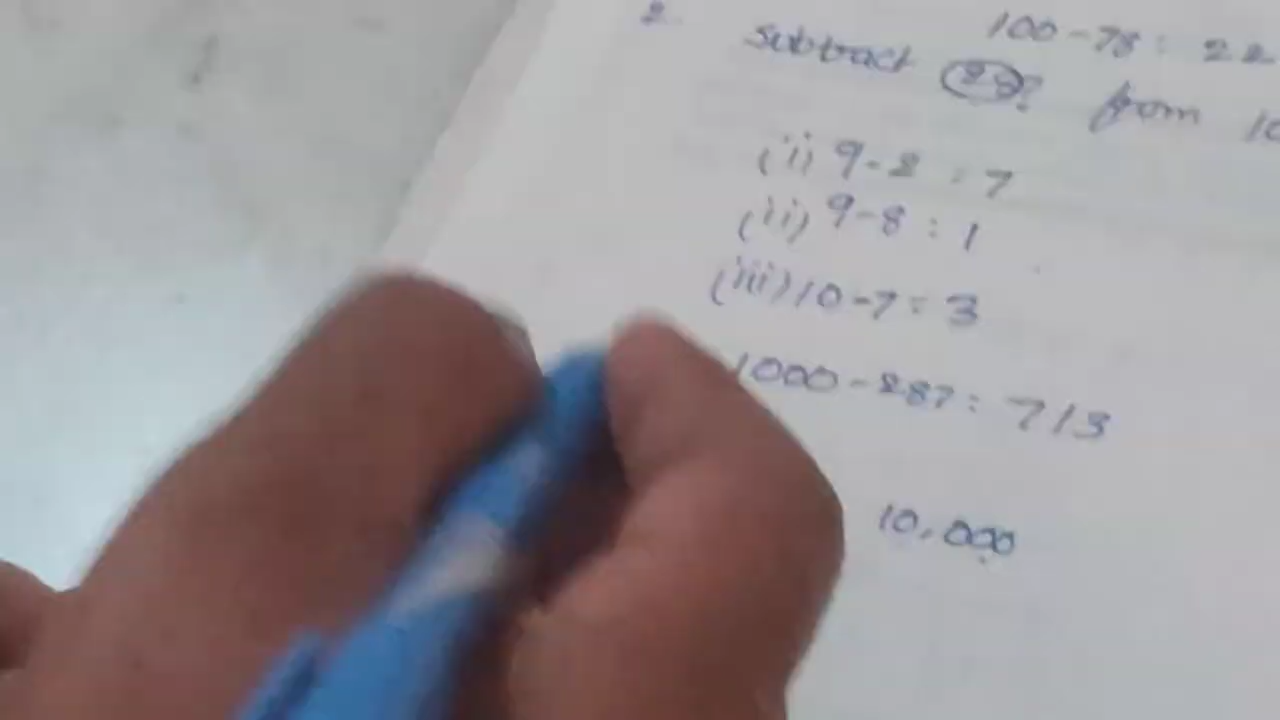 100-78 = 22
2. Subtract 287 from 10
(i) 9-2 = 7
(ii) 9-8 = 1
(iii) 10-7 = 3
1000-287 = 713
10,000